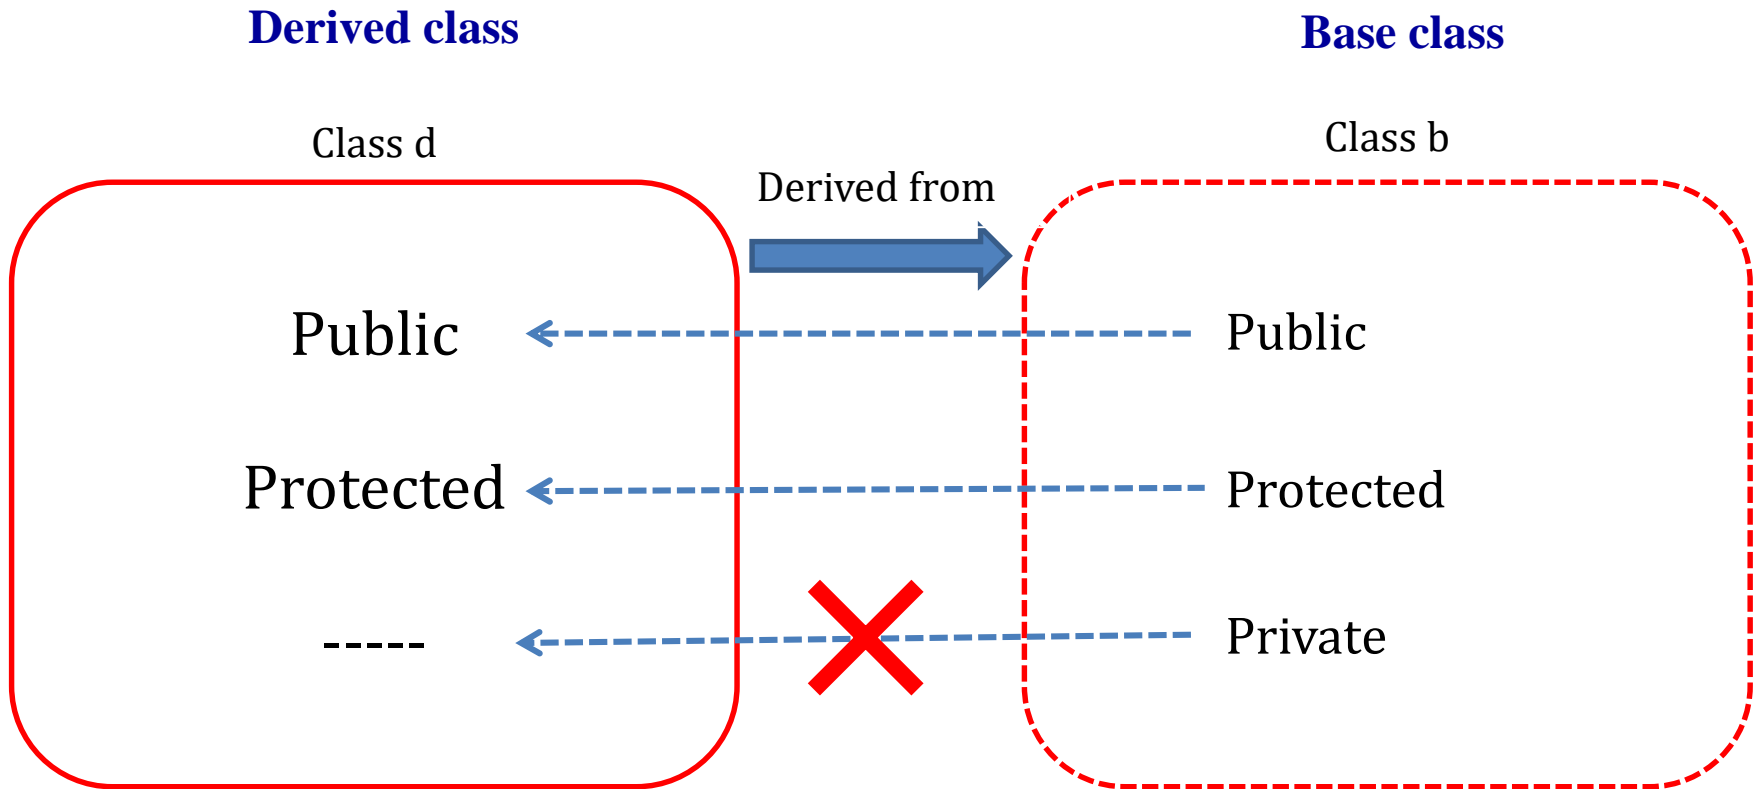 Derived class
Base class
Class d
Class b
Derived from
Public
Public
Protected
Protected
-----
Private